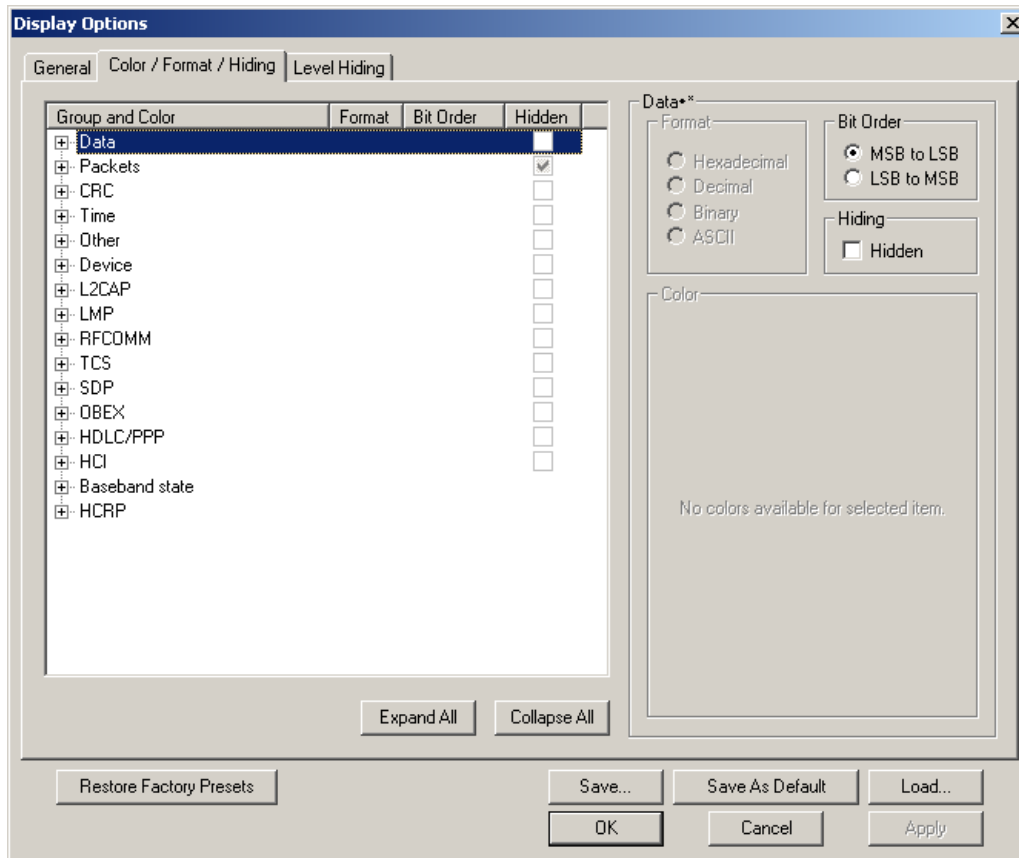 Display Options
General
Color / Format / Hiding
Level Hiding
Group and Color
Format
Bit Order
Hidden
Data
Packets
CRC
Time
Other
Device
L2CAP
LMP
RFCOMM
TCS
SDP
OBEX
HDLC/PPP
HCI
Baseband state
HCRP
Expand All
Collapse All
Data•*
Format
Hexadecimal
Decimal
Binary
ASCII
Bit Order
MSB to LSB
LSB to MSB
Hiding
Hidden
Color
No colors available for selected item.
Restore Factory Presets
Save...
Save As Default
Load...
OK
Cancel
Apply